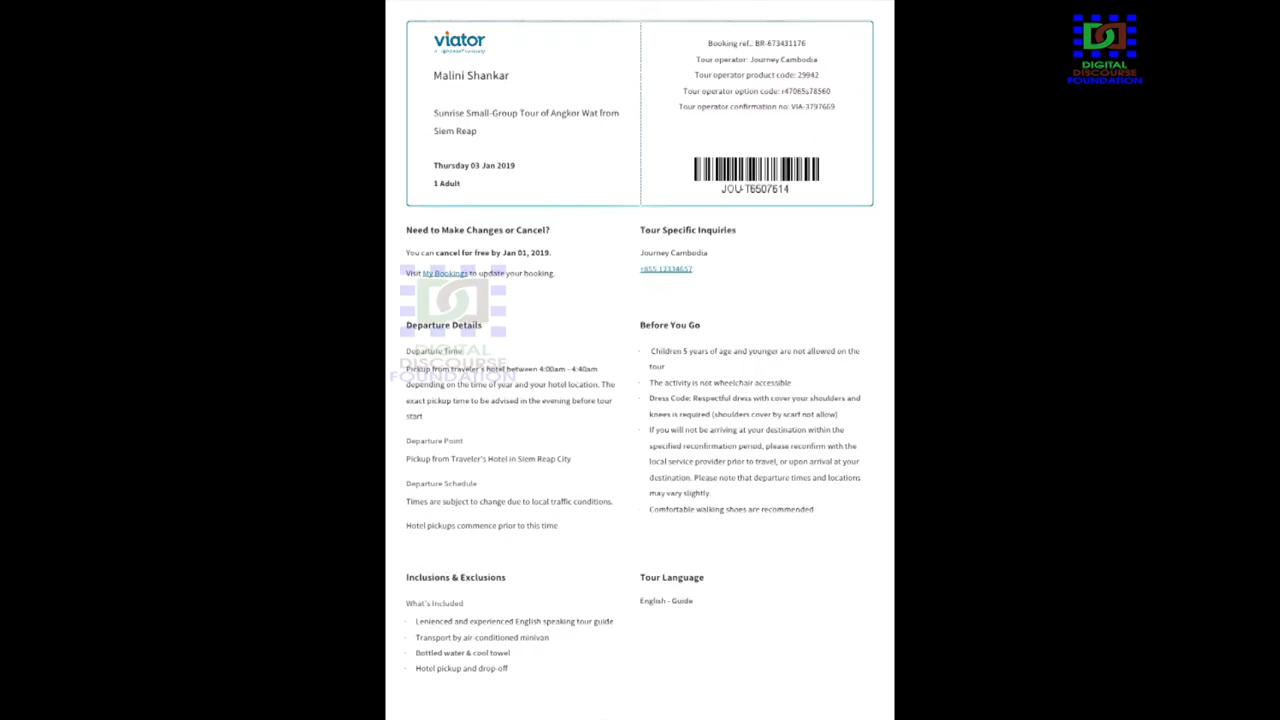 viator
Malini Shankar
Sunrise Small-Group Tour of Angkor Wat from
Siem Reap
Thursday 03 Jan 2019
1 Adult
Booking ref.: BR-673431176
Tour operator: Journey Cambodia
Tour operator product code: 29942
Tour operator option code: r47065s78560
Tour operator confirmation no: VIA-3797669
JOU-T6507614
DIGITAL
DISCOURSE
FOUNDATION
Need to Make Changes or Cancel?
You can cancel for free by Jan 01, 2019.
Visit My Bookings to update your booking.
Tour Specific Inquiries
Journey Cambodia
+855 12334657
Departure Details
Departure Time
Pickup from traveler's hotel between 4:00am - 4:40am
depending on the time of year and your hotel location. The
exact pickup time to be advised in the evening before tour
start
Departure Point
Pickup from Traveler's Hotel in Siem Reap City
Departure Schedule
Times are subject to change due to local traffic conditions.
Hotel pickups commence prior to this time
DIGITAL
DISCOURSE
FOUNDATION
Before You Go
· Children 5 years of age and younger are not allowed on the
tour
· The activity is not wheelchair accessible
· Dress Code: Respectful dress with cover your shoulders and
knees is required (shoulders cover by scarf not allow)
· If you will not be arriving at your destination within the
specified reconfirmation period, please reconfirm with the
local service provider prior to travel, or upon arrival at your
destination. Please note that departure times and locations
may vary slightly.
· Comfortable walking shoes are recommended
Inclusions & Exclusions
What's Included
· Lenienced and experienced English speaking tour guide
· Transport by air-conditioned minivan
· Bottled water & cool towel
· Hotel pickup and drop-off
Tour Language
English - Guide